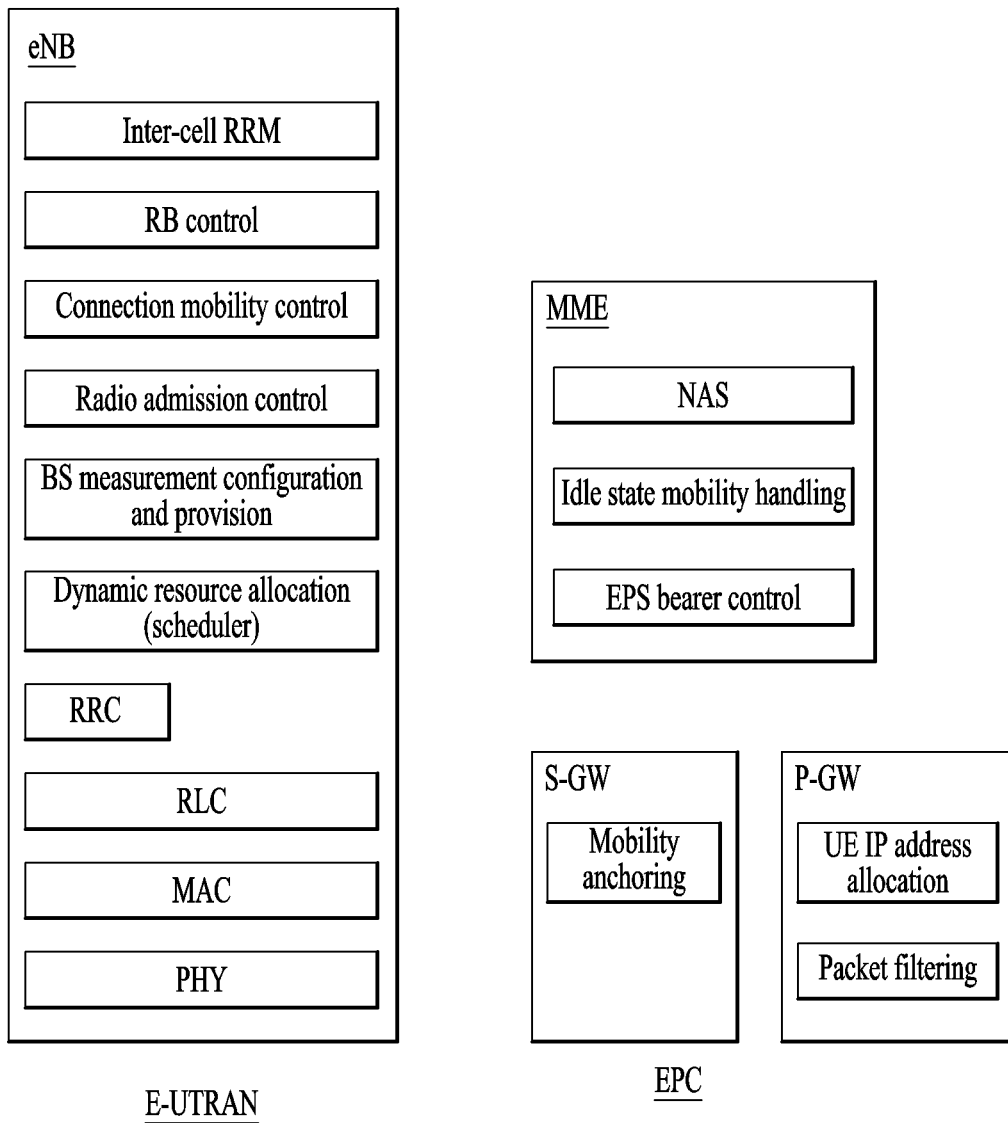 eNB
Inter-cell RRM
RB control
Connection mobility control
Radio admission control
BS measurement configuration
and provision
Dynamic resource allocation
(scheduler)
RRC
RLC
MAC
PHY
E-UTRAN
MME
NAS
Idle state mobility handling
EPS bearer control
S-GW
Mobility
anchoring
P-GW
UE IP address
allocation
Packet filtering
EPC